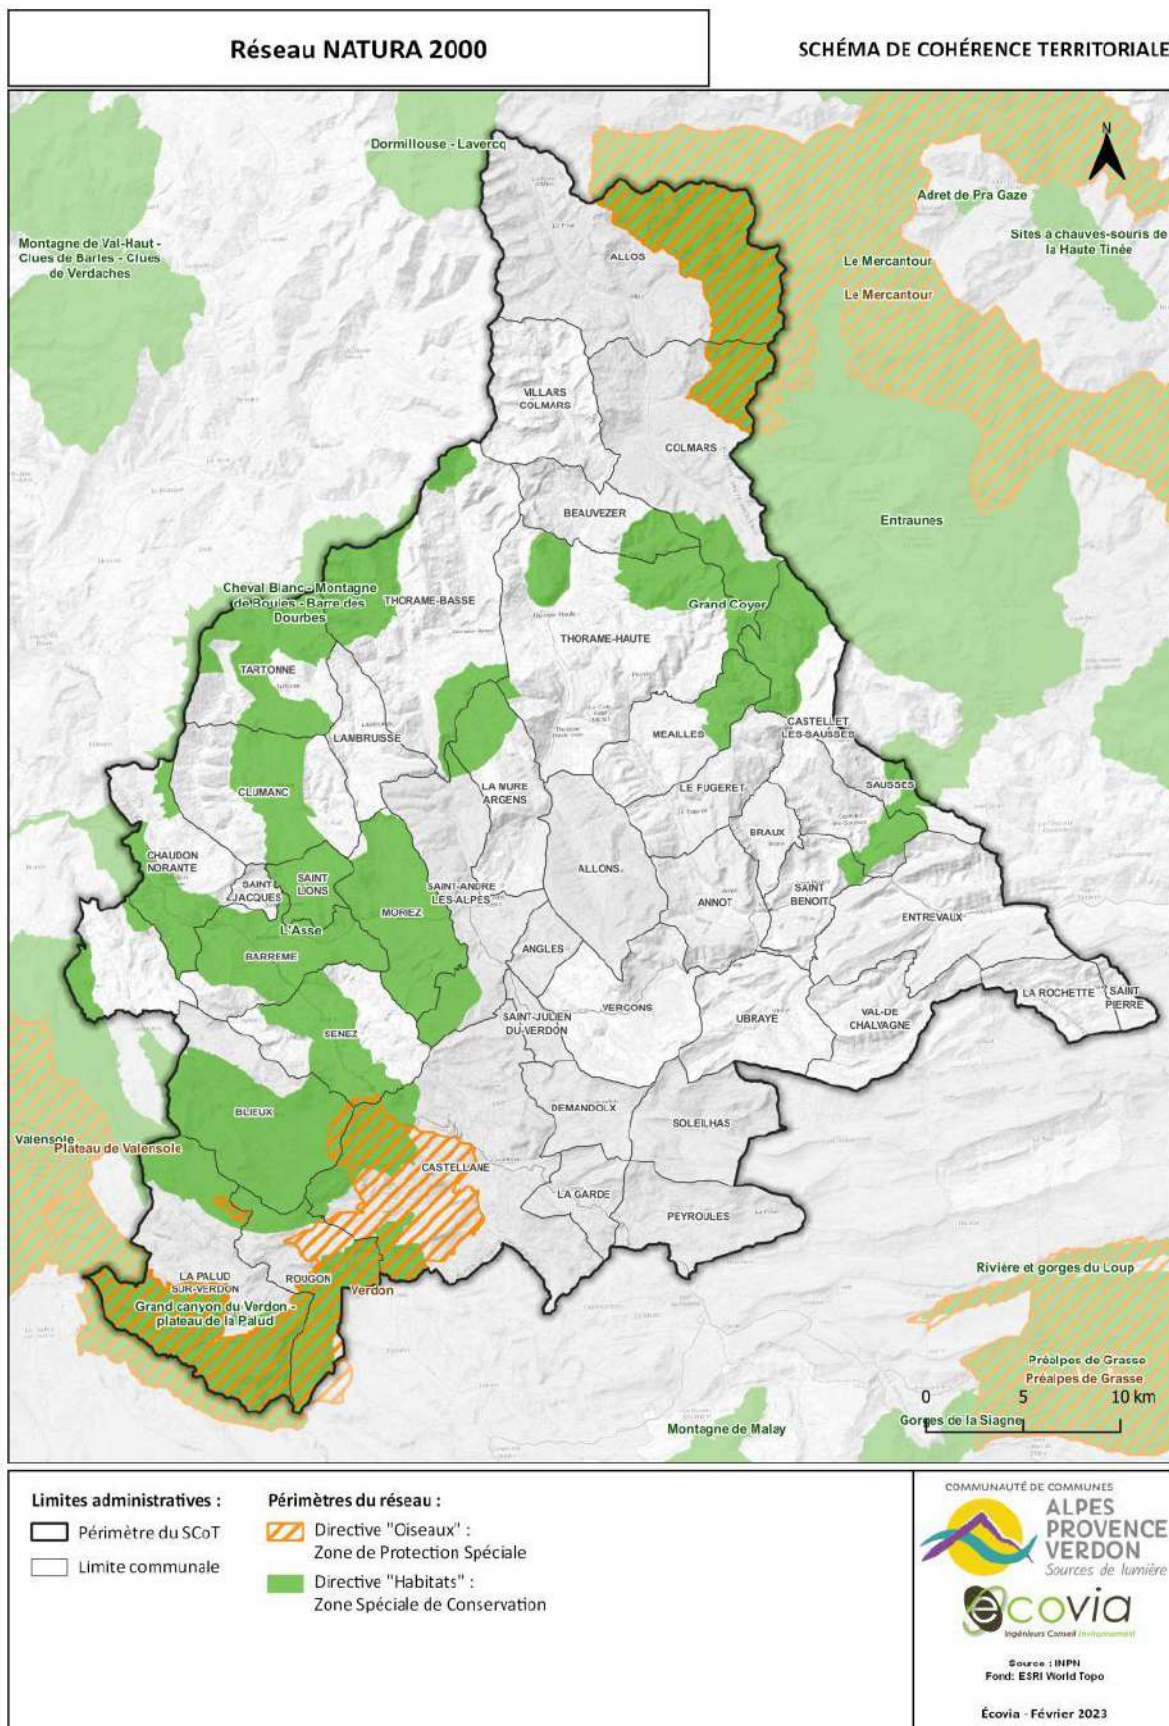 Réseau NATURA 2000
SCHÉMA DE COHÉRENCE TERRITORIALE
N
Dormillouse - Lavercq
Adret de Pra Gaze
Montagne de Val-Haut -
Clues de Barles - Clues
de Verdaches
Sites à chauves-souris de
la Haute Tinée
ALLOS
Le Mercantour
Le Mercantour
VILLARS
COLMARS
COLMARS
BEAUVEZER
Entraunes
Cheval Blanc - Montagne
de Boules - Barre des
Dourbes
THORAME-BASSE
Grand Coyer
THORAME-HAUTE
TARTONNE
LAMBRUISSE
MEAILLES
CASTELLET
LES-SAUSSES
CLUMANC
LA MURE
ARGENS
LE FUGERET
SAUSSES
BRAUX
CHAUDON
NORANTE
SAINT
JACQUES
SAINT
LIONS
MORIEZ
SAINT-ANDRE
LES-ALPES
ALLONS
ANNOT
SAINT
BENOIT
ENTREVAUX
L'Asse
BARREME
ANGLES
VERGONS
LA ROCHETTE
SAINT
PIERRE
SENEZ
SAINT-JULIEN
DU-VERDON
UBRAYE
VAL-DE
CHALVAGNE
BLIEUX
DEMANDOLX
SOLEILHAS
Valensole
Plateau de Valensole
CASTELLANE
LA GARDE
PEYROULES
LA PALUD
SUR-VERDON
ROUGON
Verdon
Rivière et gorges du Loup
Grand canyon du Verdon -
plateau de la Palud
Préalpes de Grasse
Préalpes de Grasse
0 5 10 km
Montagne de Malay
Gorges de la Siagne
Limites administratives :
Périmètre du SCoT
Limite communale
Périmètres du réseau :
Directive "Oiseaux" :
Zone de Protection Spéciale
Directive "Habitats" :
Zone Spéciale de Conservation
COMMUNAUTÉ DE COMMUNES
ALPES
PROVENCE
VERDON
Sources de lumière
écovia
Ingénieurs Conseil Environnement
Source : INPN
Fond: ESRI World Topo
Écovia - Février 2023